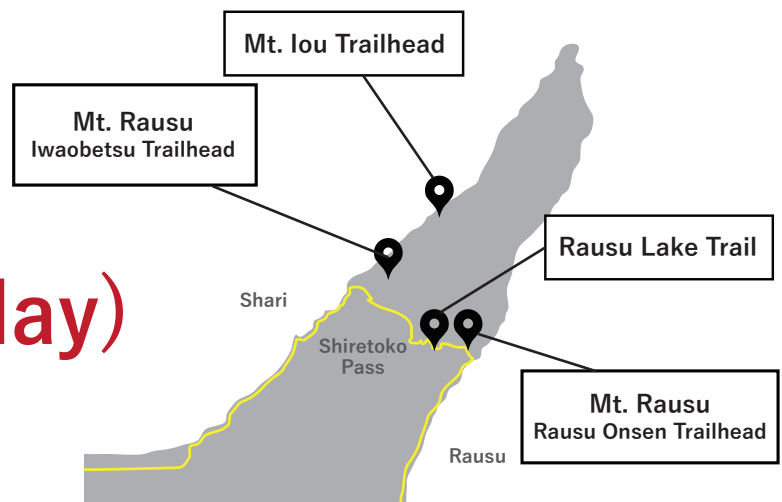 Mt. Iou Trailhead
Mt. Rausu
Iwaobetsu Trailhead
Rausu Lake Trail
lay)
Shari
Shiretoko
Pass
Mt. Rausu
Rausu Onsen Trailhead
Rausu